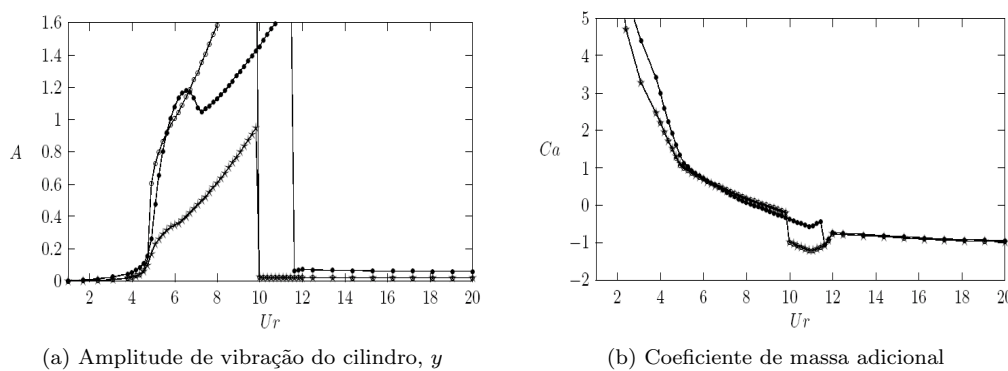 1.6
1.4
1.2
1
0.8
0.6
0.4
0.2
0
A
2 4 6 8 10 12 14 16 18 20
Ur
(a) Amplitude de vibração do cilindro, y
5
4
3
2
1
0
−1
−2
Ca
2 4 6 8 10 12 14 16 18 20
Ur
(b) Coeficiente de massa adicional